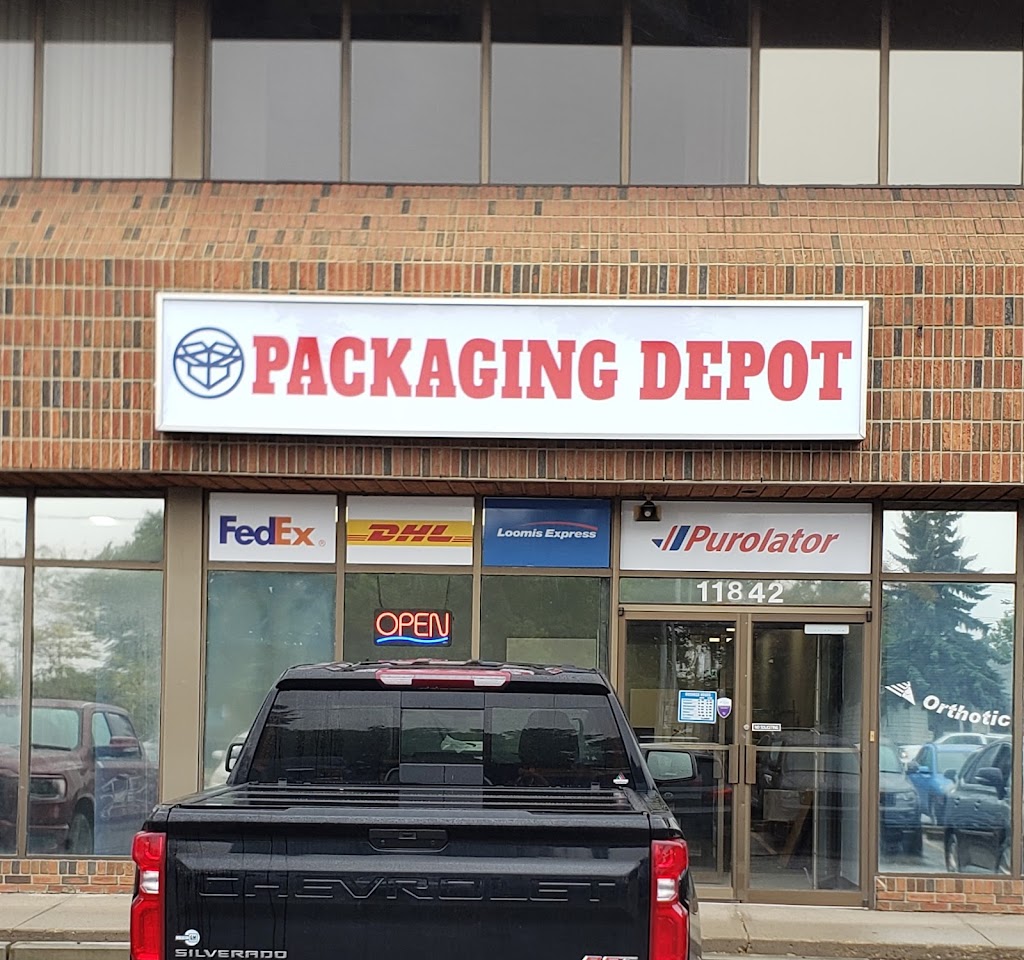 PACKAGING DEPOT
FedEx®
DHL
Loomis Express
Purolator
11842
OPEN
Orthotic
CHEVROLET
SILVERADO